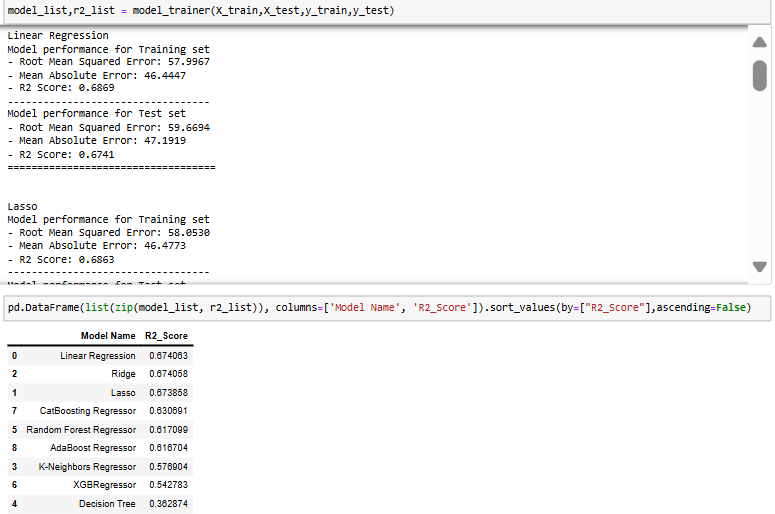 model_list,r2_list = model_trainer(X_train,X_test,y_train,y_test)
Linear Regression
Model performance for Training set
- Root Mean Squared Error: 57.9967
- Mean Absolute Error: 46.4447
- R2 Score: 0.6869
----------------------------------
Model performance for Test set
- Root Mean Squared Error: 59.6694
- Mean Absolute Error: 47.1919
- R2 Score: 0.6741
===================================
Lasso
Model performance for Training set
- Root Mean Squared Error: 58.0530
- Mean Absolute Error: 46.4773
- R2 Score: 0.6863
----------------------------------
Model performance for Test set
pd.DataFrame(list(zip(model_list, r2_list)), columns=['Model Name', 'R2_Score']).sort_values(by=["R2_Score"],ascending=False)
Model Name R2_Score
0 Linear Regression 0.674063
2 Ridge 0.674058
1 Lasso 0.673858
7 CatBoosting Regressor 0.630691
5 Random Forest Regressor 0.617099
8 AdaBoost Regressor 0.616704
3 K-Neighbors Regressor 0.576904
6 XGBRegressor 0.542783
4 Decision Tree 0.362874